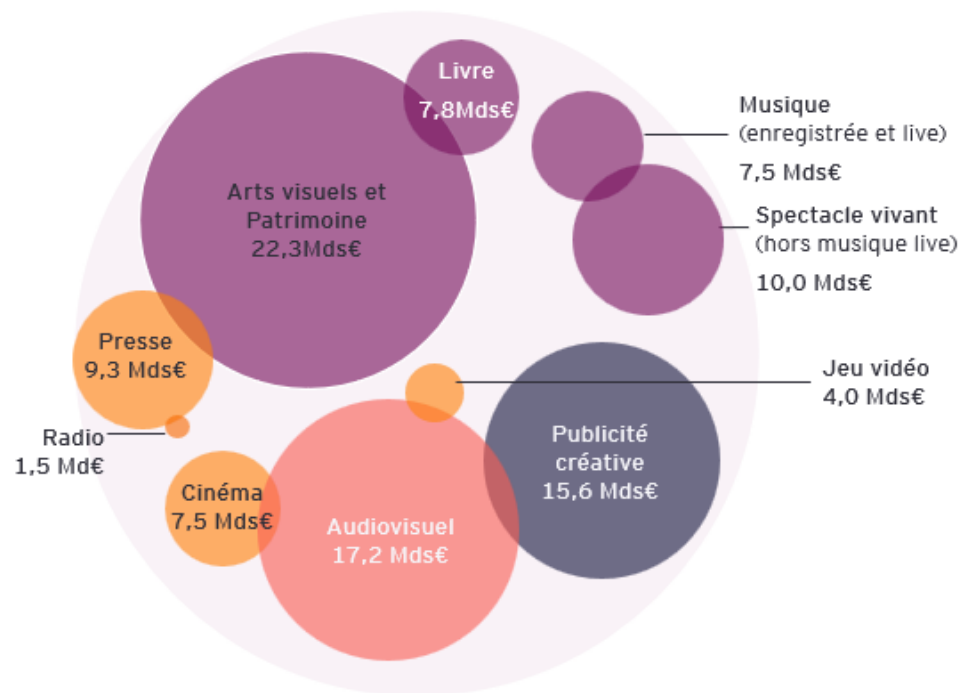 Livre
7,8Mds€
Musique
(enregistrée et live)
7,5 Mds€
Arts visuels et
Patrimoine
22,3Mds€
Spectacle vivant
(hors musique live)
10,0 Mds€
Presse
9,3 Mds€
Jeu vidéo
4,0 Mds€
Radio
1,5 Md€
Publicité
créative
15,6 Mds€
Cinéma
7,5 Mds€
Audiovisuel
17,2 Mds€